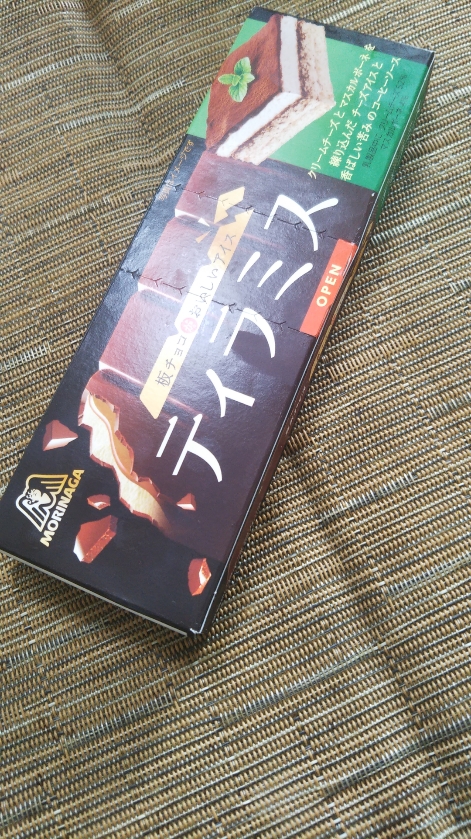 クリームチーズとマスカルポーネを
練り込んだ チーズアイスと
香ばしい苦みのコーヒーソース
板チョコ
おいしいアイス
ティラミス
OPEN
MORINAGA